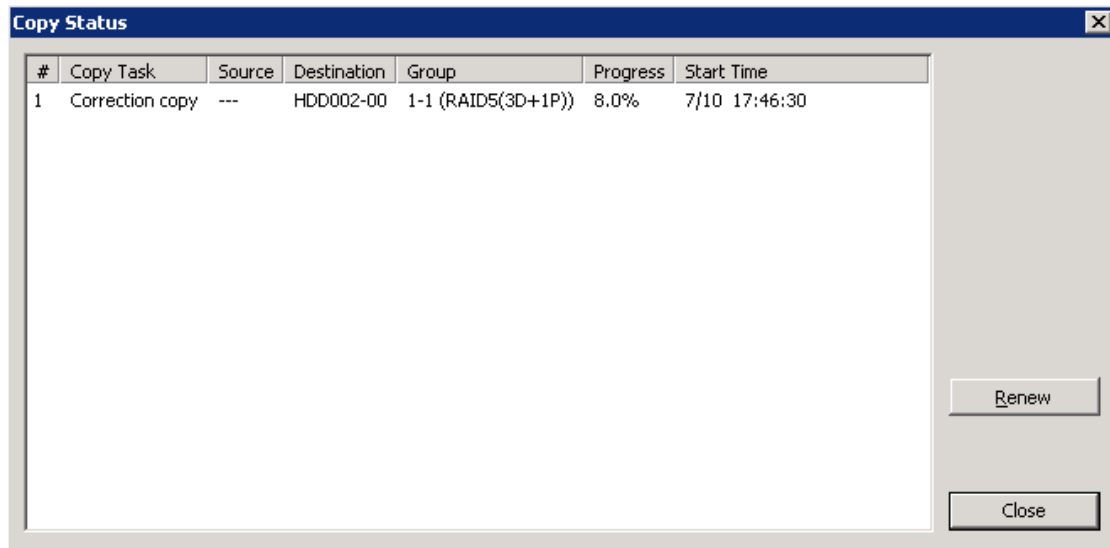 Copy Status
# Copy Task Source Destination Group Progress Start Time
1 Correction copy --- HDD002-00 1-1 (RAID5(3D+1P)) 8.0% 7/10 17:46:30
Renew
Close